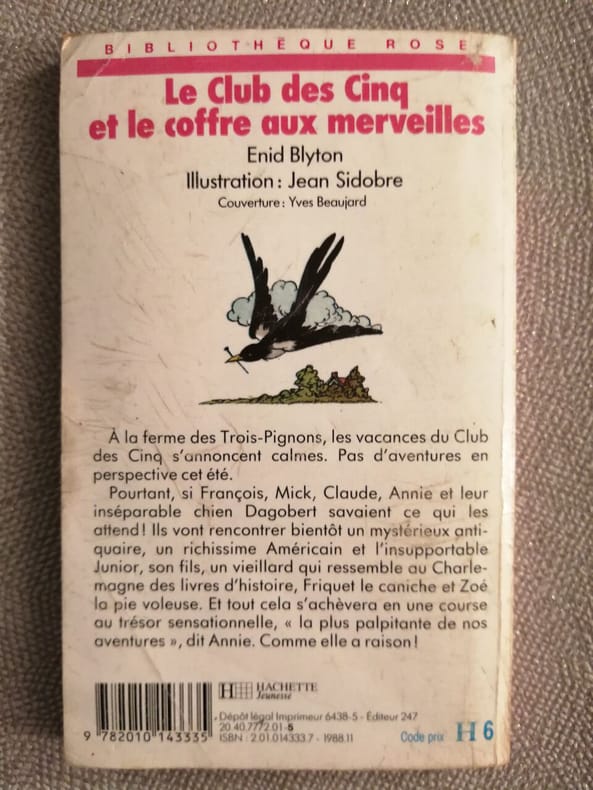 BIBLIOTHÈQUE ROSE
Le Club des Cinq
et le coffre aux merveilles
Enid Blyton
Illustration : Jean Sidobre
Couverture : Yves Beaujard
À la ferme des Trois-Pignons, les vacances du Club
des Cinq s'annoncent calmes. Pas d'aventures en
perspective cet été.
Pourtant, si François, Mick, Claude, Annie et leur
inséparable chien Dagobert savaient ce qui les
attend ! Ils vont rencontrer bientôt un mystérieux anti-
quaire, un richissime Américain et l'insupportable
Junior, son fils, un vieillard qui ressemble au Charle-
magne des livres d'histoire, Friquet le caniche et Zoé
la pie voleuse. Et tout cela s'achèvera en une course
au trésor sensationnelle, « la plus palpitante de nos
aventures », dit Annie. Comme elle a raison !
H HACHETTE
Jeunesse
Dépôt légal Imprimeur 6438-5 - Éditeur 247
20.40.7772.01-5
ISBN : 2.01.014333.7 - 1988.11
9 782010 143335
Code prix H 6